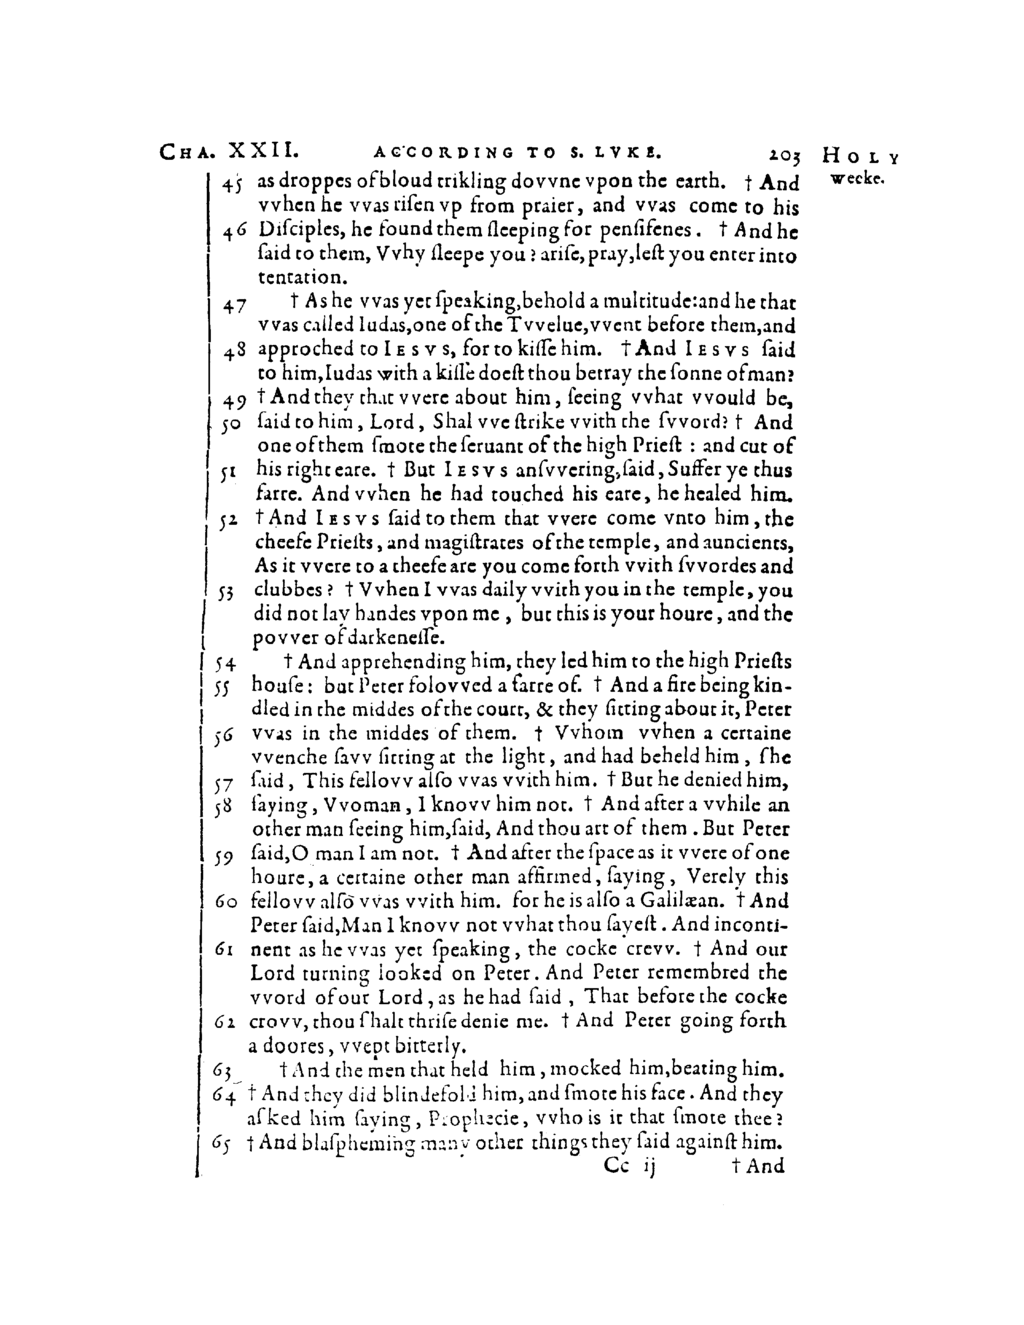 CHA. XXII. ACCORDING TO S. LVKE. 203 HOLY
45 as droppes of bloud trikling dovvne vpon the earth. † And weeke.
vvhen he vvas riſen vp from praier, and vvas come to his
46 Diſciples, he found them ſleeping for penſifenes. † And he
ſaid to them, Vvhy ſleepe you? ariſe, pray, leſt you enter into
tentation.
47 † As he vvas yet ſpeaking, behold a multitude: and he that
vvas called Iudas, one of the Tvvelue, vvent before them, and
48 approched to IESVS, for to kiſſe him. † And IESVS ſaid
to him, Iudas with a kiſſe doeſt thou betray the ſonne of man?
49 † And they that vvere about him, ſeeing vvhat vvould be,
50 ſaid to him, Lord, Shal vve ſtrike vvith the ſvvord? † And
one of them ſmote the ſeruant of the high Prieſt : and cut of
51 his right eare. † But IESVS anſvvering, ſaid, Suffer ye thus
farre. And vvhen he had touched his eare, he healed him.
52 † And IESVS ſaid to them that vvere come vnto him, the
cheefe Prieſts, and magiſtrates of the temple, and auncients,
As it vvere to a theefe are you come forth vvith ſvvordes and
53 clubbes? † Vvhen I vvas daily vvith you in the temple, you
did not lay handes vpon me, but this is your houre, and the
povver of darkeneſſe.
54 † And apprehending him, they led him to the high Prieſts
55 houſe: but Peter folovved a farre of. † And a fire being kin-
dled in the middes of the court, & they ſitting about it, Peter
56 vvas in the middes of them. † Vvhom vvhen a certaine
vvenche ſavv ſitting at the light, and had beheld him, ſhe
57 ſaid, This fellovv alſo vvas vvith him. † But he denied him,
58 ſaying, Vvoman, I knovv him not. † And after a vvhile an
other man ſeeing him, ſaid, And thou art of them. But Peter
59 ſaid, O man I am not. † And after the ſpace as it vvere of one
houre, a certaine other man affirmed, ſaying, Verely this
60 fellovv alſo vvas vvith him. for he is alſo a Galilæan. † And
Peter ſaid, Man I knovv not vvhat thou ſayeſt. And inconti-
61 nent as he vvas yet ſpeaking, the cocke crevv. † And our
Lord turning looked on Peter. And Peter remembred the
vvord of our Lord, as he had ſaid, That before the cocke
62 crovv, thou ſhalt thriſe denie me. † And Peter going forth
a doores, vvept bitterly.
63 † And the men that held him, mocked him, beating him.
64 † And they did blindefold him, and ſmote his face. And they
aſked him ſaying, Prophecie, vvho is it that ſmote thee?
65 † And blaſpheming many other things they ſaid againſt him.
Cc ij † And